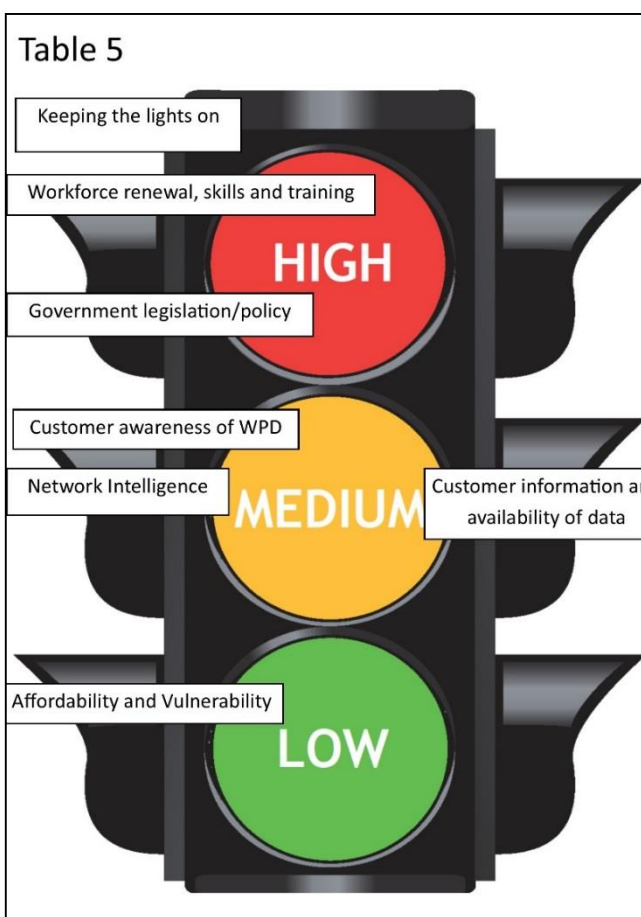 Table 5
Keeping the lights on
Workforce renewal, skills and training
HIGH
Government legislation/policy
Customer awareness of WPD
Network Intelligence
MEDIUM
Customer information
availability of data
Affordability and Vulnerability
LOW